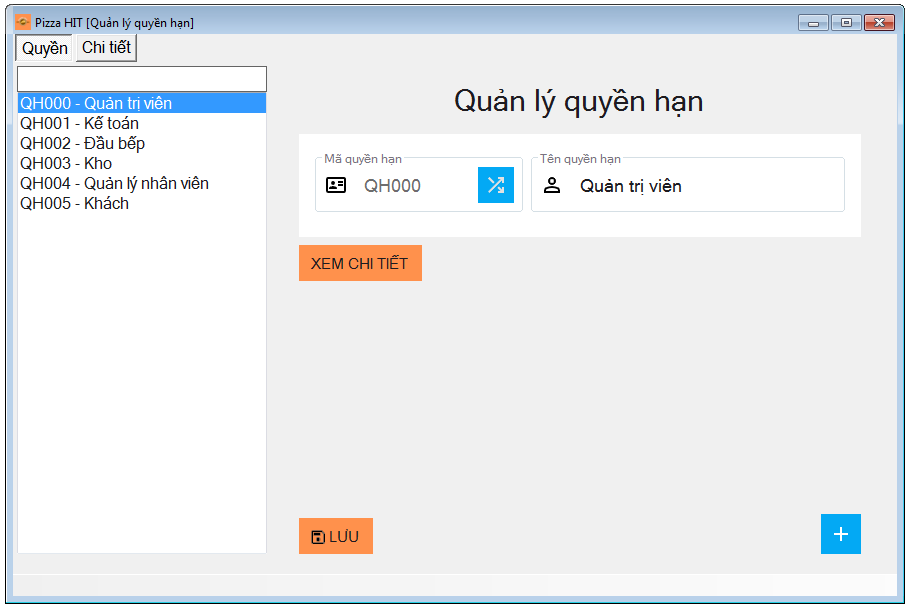 Pizza HIT [Quản lý quyền hạn]
Quyền
Chi tiết
QH000 - Quản trị viên
QH001 - Kế toán
QH002 - Đầu bếp
QH003 - Kho
QH004 - Quản lý nhân viên
QH005 - Khách
Quản lý quyền hạn
Mã quyền hạn
QH000
Tên quyền hạn
Quản trị viên
XEM CHI TIẾT
LƯU